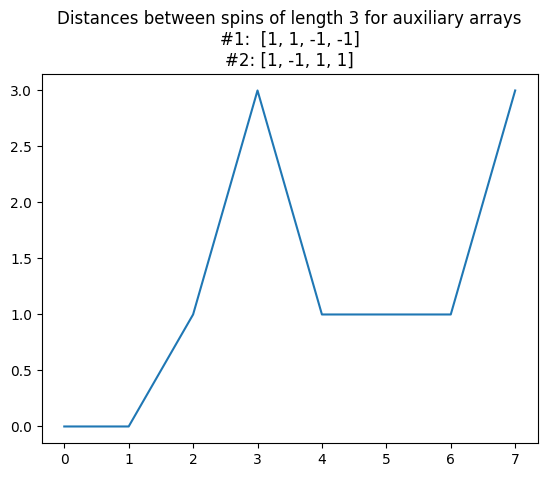 Distances between spins of length 3 for auxiliary arrays
#1:  [1, 1, -1, -1]
#2: [1, -1, 1, 1]
3.0
2.5
2.0
1.5
1.0
0.5
0.0
0 1 2 3 4 5 6 7